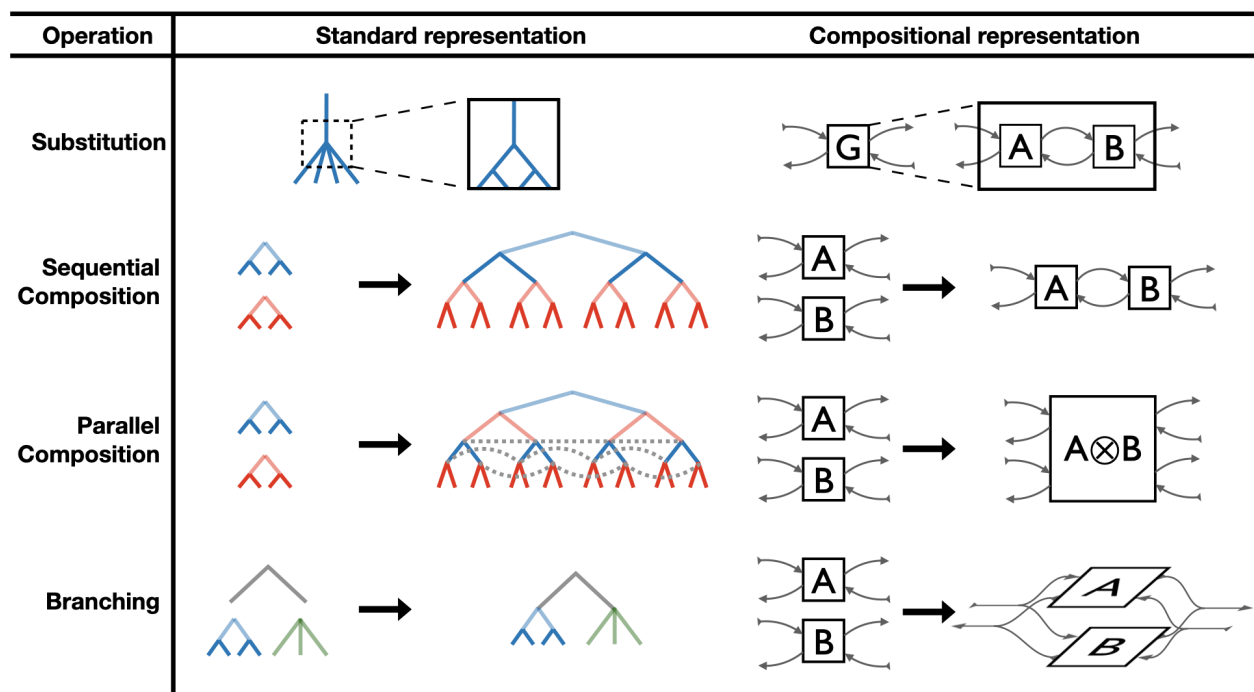 Operation
Standard representation
Compositional representation
Substitution
G
A
B
Sequential
Composition
A
B
A
B
Parallel
Composition
A
B
A⊗B
Branching
A
B
A
B